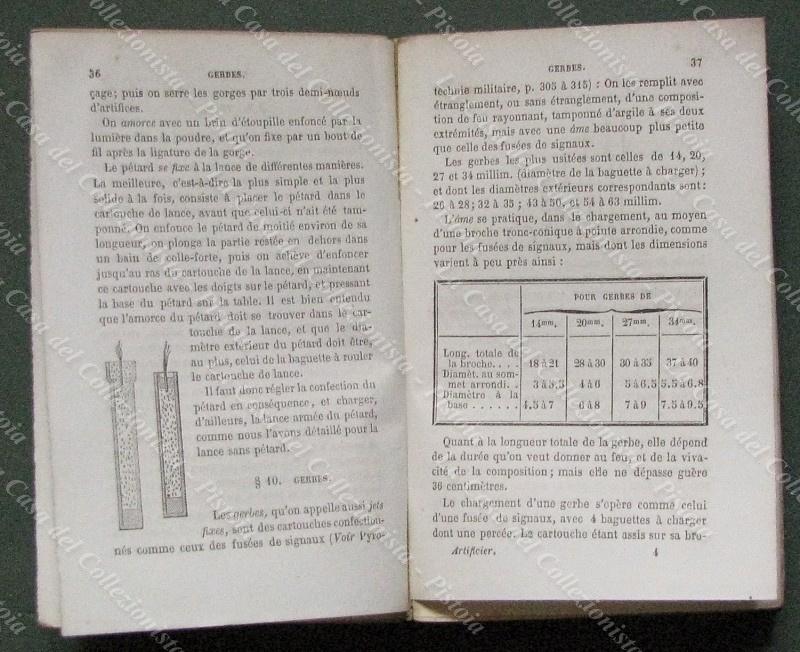 36 GERBES.
çage; puis on serre les gorges par trois demi-nœuds
d'artifices.
On amorce avec un brin d'étoupille enfoncé par la
lumière dans la poudre, et qu'on fixe par un bout de
fil après la ligature de la gorge.
Le pétard se fixe à la lance de différentes manières.
La meilleure, c'est-à-dire la plus simple et la plus
solide à la fois, consiste à placer le pétard dans le
cartouche de lance, avant que celui-ci n'ait été tam-
ponné. On enfonce le pétard de moitié environ de sa
longueur, on plonge la partie restée en dehors dans
un bain de colle-forte, puis on achève d'enfoncer
jusqu'au ras du cartouche de la lance, en maintenant
ce cartouche avec les doigts sur le pétard, et pressant
la base du pétard sur la table. Il est bien entendu
que l'amorce du pétard doit se trouver dans le car-
touche de la lance, et que le dia-
mètre extérieur du pétard doit être,
au plus, celui de la baguette à rouler
le cartouche de lance.
Il faut donc régler la confection du
pétard en conséquence, et charger,
d'ailleurs, la lance armée du pétard,
comme nous l'avons détaillé pour la
lance sans pétard.
§ 10. GERBES.
Les gerbes, qu'on appelle aussi jets
fixes, sont des cartouches confection-
nés comme ceux des fusées de signaux (Voir Pyro-
GERBES. 37
technie militaire, p. 305 à 315) : On les remplit avec
étranglement, ou sans étranglement, d'une composi-
tion de feu rayonnant, tamponné d'argile à ses deux
extrémités, mais avec une âme beaucoup plus petite
que celle des fusées de signaux.
Les gerbes les plus usitées sont celles de 14, 20,
27 et 34 millim. (diamètre de la baguette à charger) ;
et dont les diamètres extérieurs correspondants sont :
26 à 28; 32 à 35 ; 43 à 50, et 54 à 63 millim.
L'âme se pratique, dans le chargement, au moyen
d'une broche tronc-conique à pointe arrondie, comme
pour les fusées de signaux, mais dont les dimensions
varient à peu près ainsi :
POUR GERBES DE
14mm. 20mm. 27mm. 34mm.
Long. totale de
la broche. . . . 18 à 21 28 à 30 30 à 35 37 à 40
Diamèt. au som-
met arrondi. . 3 à 3.5 4 à 6 5 à 6.5 5.5 à 6.8
Diamètre à la
base . . . . . . 4.5 à 7 6 à 8 7 à 9 7.5 à 9.5
Quant à la longueur totale de la gerbe, elle dépend
de la durée qu'on veut donner au feu, et de la viva-
cité de la composition ; mais elle ne dépasse guère
36 centimètres.
Le chargement d'une gerbe s'opère comme celui
d'une fusée de signaux, avec 4 baguettes à charger
dont une percée. Le cartouche étant assis sur sa bro-
Artificier. 4
La Casa del Collezionista - Pistoia